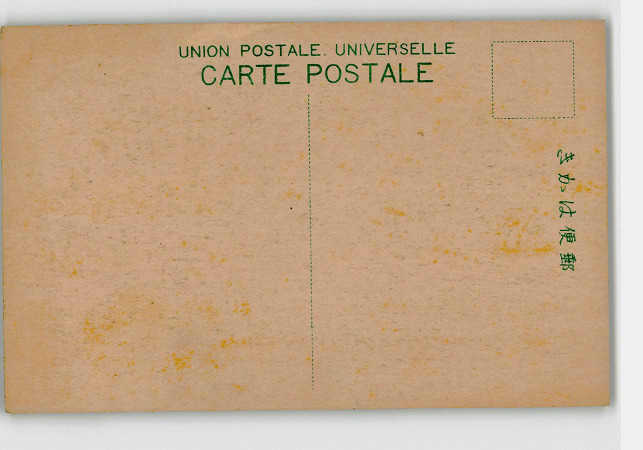 UNION POSTALE. UNIVERSELLE
CARTE POSTALE
きかは便郵